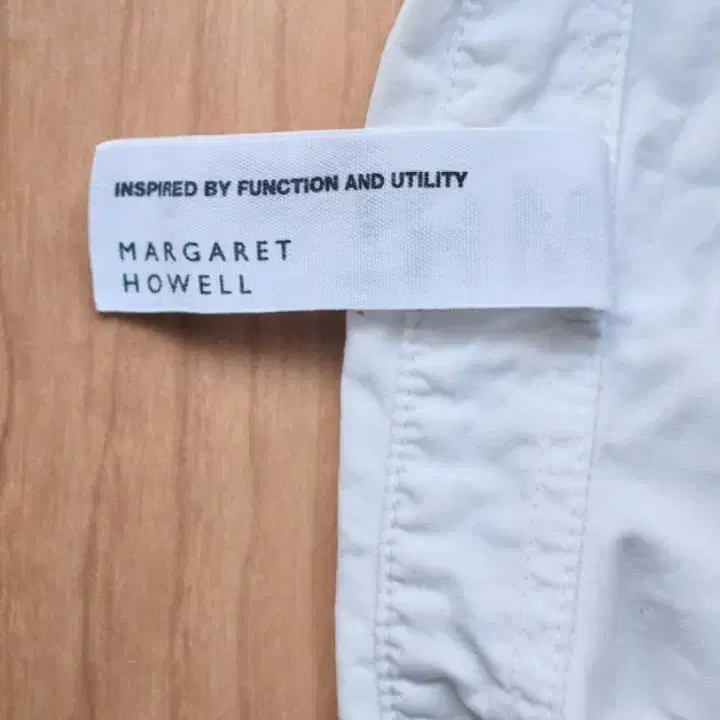 INSPIRED BY FUNCTION AND UTILITY
MARGARET
HOWELL